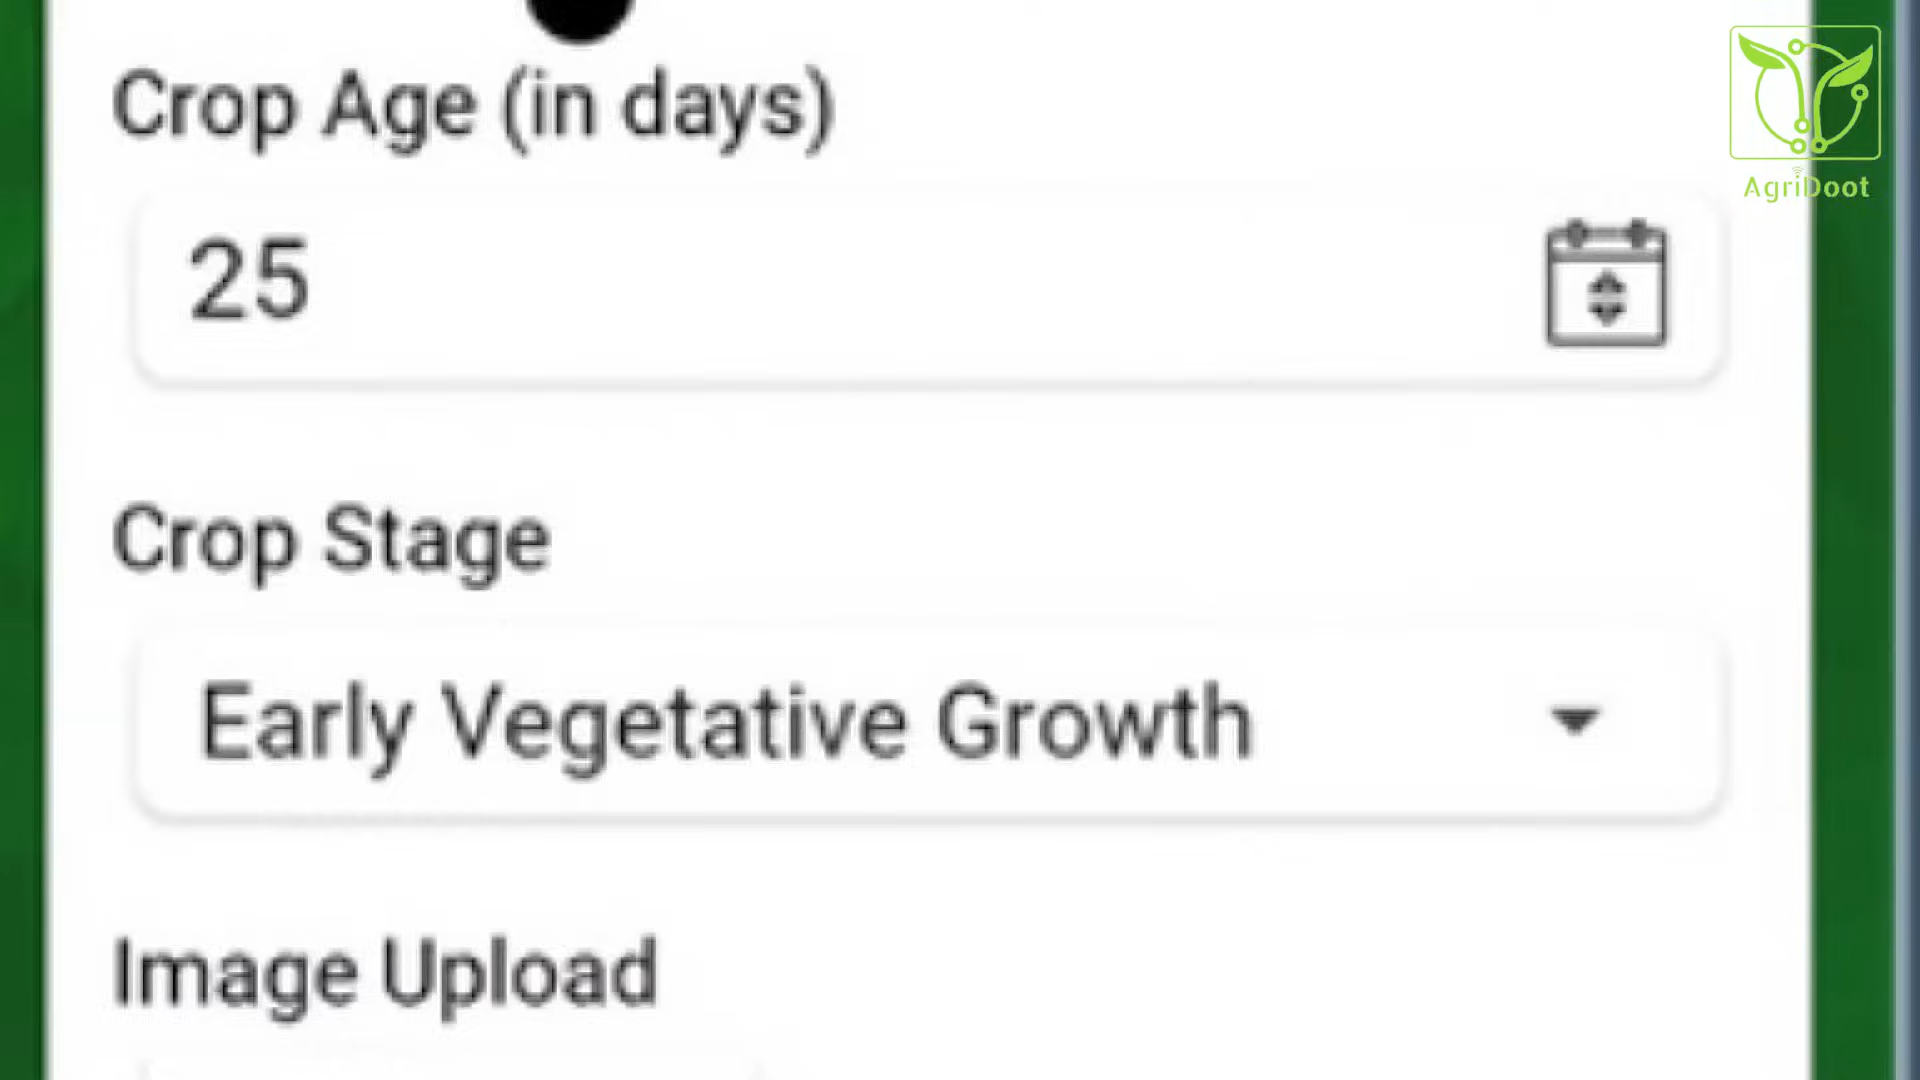 Crop Age (in days)
25
Crop Stage
Early Vegetative Growth
Image Upload
AgriDoot